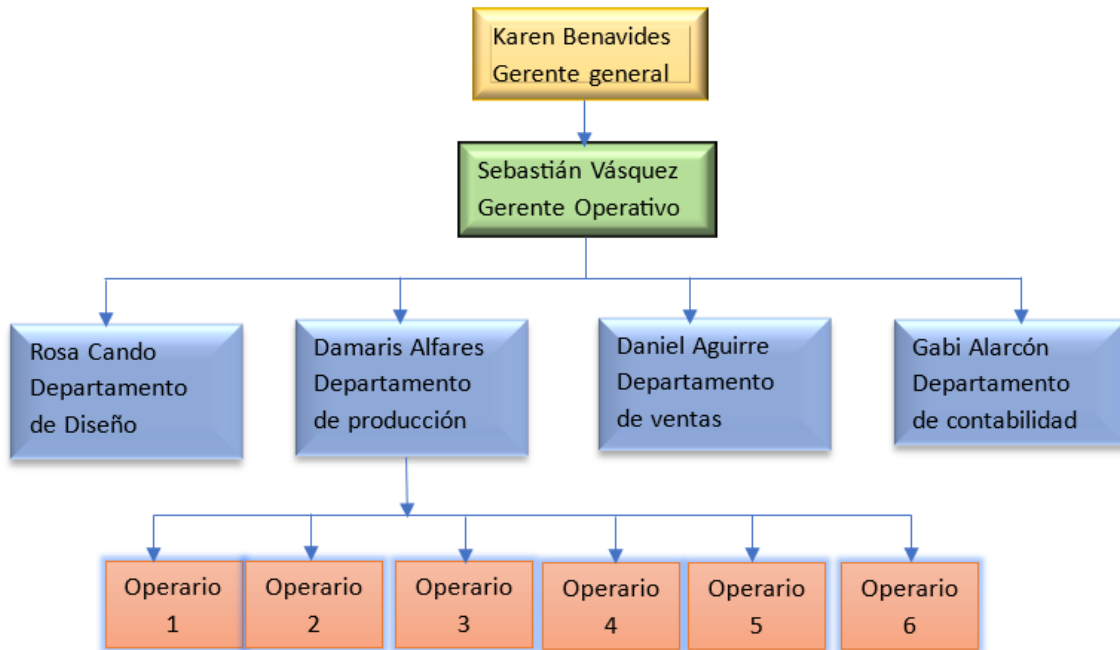 Karen Benavides
Gerente general
Sebastián Vásquez
Gerente Operativo
Rosa Cando
Departamento
de Diseño
Damaris Alfares
Departamento
de producción
Daniel Aguirre
Departamento
de ventas
Gabi Alarcón
Departamento
de contabilidad
Operario
1
Operario
2
Operario
3
Operario
4
Operario
5
Operario
6